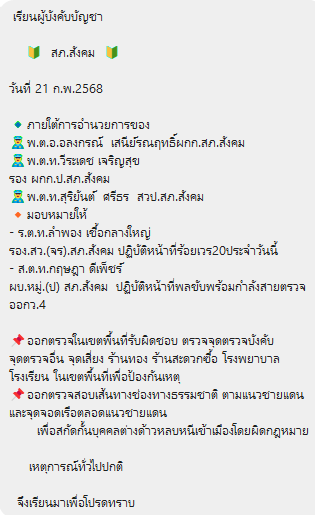 เรียนผู้บังคับบัญชา
🔰 สภ.สังคม 🔰
วันที่ 21 ก.พ.2568
🔹ภายใต้การอำนวยการของ
👮‍♂️พ.ต.อ.อลงกรณ์ เสนีย์รณฤทธิ์ผกก.สภ.สังคม
👮‍♂️พ.ต.ท.วีระเดช เจริญสุข
รอง ผกก.ป.สภ.สังคม
👮‍♂️พ.ต.ท.สุริยันต์ ศรีธร สวป.สภ.สังคม
🔸มอบหมายให้
- ร.ต.ท.ลำพอง เชื้อกลางใหญ่
รอง.สว.(จร).สภ.สังคม ปฏิบัติหน้าที่ร้อยเวร20ประจำวันนี้
- ส.ต.ท.กฤษฎา ดีเพ็ชร์
ผบ.หมู่.(ป) สภ.สังคม ปฏิบัติหน้าที่พลขับพร้อมกำลังสายตรวจ
ออกว.4
📌ออกตรวจในเขตพื้นที่รับผิดชอบ ตรวจจุดตรวจบังคับ
จุดตรวจอื่น จุดเสี่ยง ร้านทอง ร้านสะดวกซื้อ โรงพยาบาล
โรงเรียน ในเขตพื้นที่เพื่อป้องกันเหตุ
📌ออกตรวจสอบเส้นทางช่องทางธรรมชาติ ตามแนวชายแดน
และจุดจอดเรือตลอดแนวชายแดน
เพื่อสกัดกั้นบุคคลต่างด้าวหลบหนีเข้าเมืองโดยผิดกฎหมาย
เหตุการณ์ทั่วไปปกติ
จึงเรียนมาเพื่อโปรดทราบ